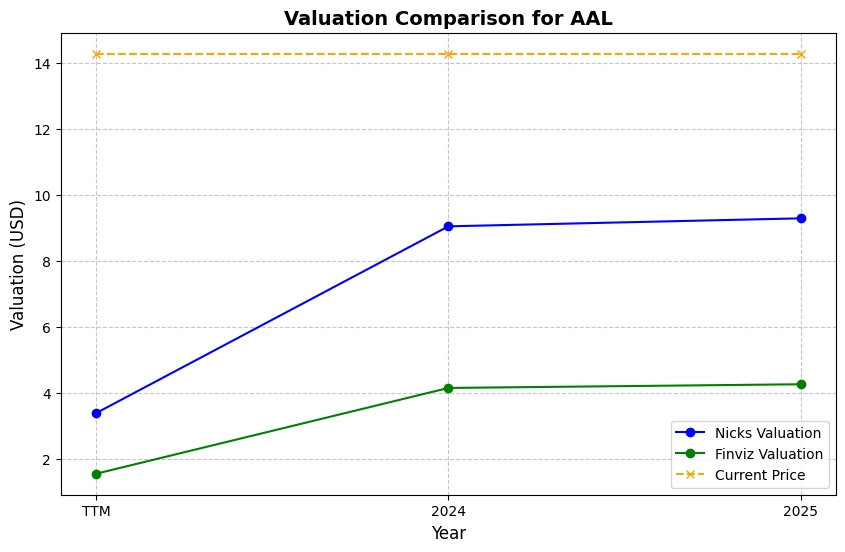 Valuation Comparison for AAL
Valuation (USD)
14
12
10
8
6
4
2
TTM
2024
2025
Year
Nicks Valuation
Finviz Valuation
Current Price